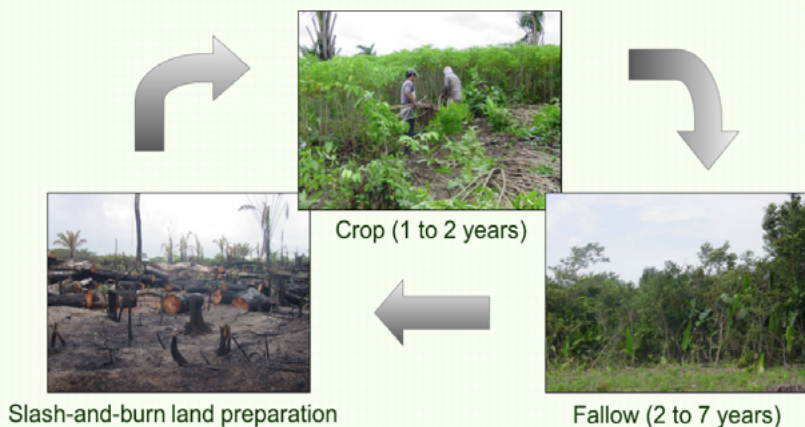 Crop (1 to 2 years)
Slash-and-burn land preparation
Fallow (2 to 7 years)